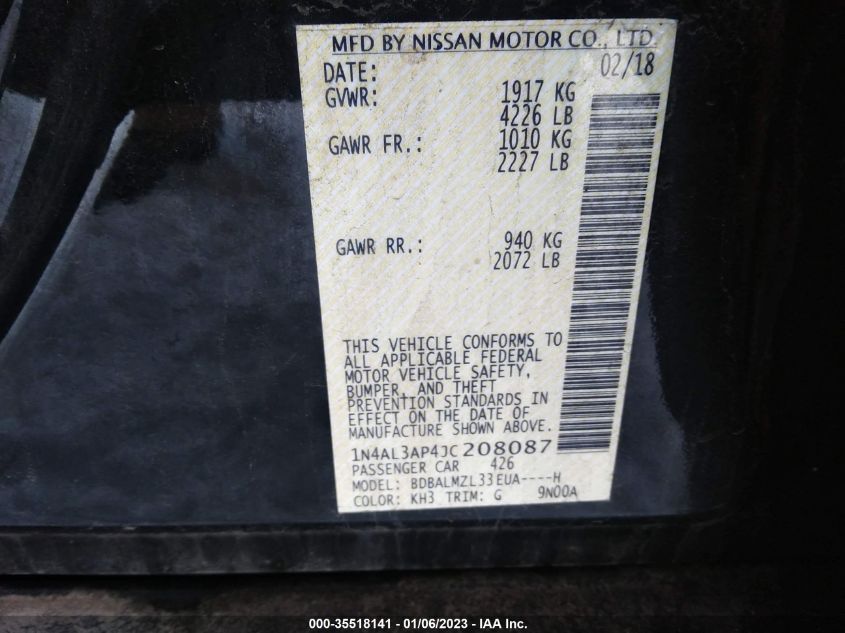 MFD BY NISSAN MOTOR CO., LTD.
DATE: 02/18
GVWR: 1917 KG
4226 LB
GAWR FR.: 1010 KG
2227 LB
GAWR RR.: 940 KG
2072 LB
THIS VEHICLE CONFORMS TO
ALL APPLICABLE FEDERAL
MOTOR VEHICLE SAFETY,
BUMPER, AND THEFT
PREVENTION STANDARDS IN
EFFECT ON THE DATE OF
MANUFACTURE SHOWN ABOVE.
1N4AL3AP4JC208087
PASSENGER CAR 426
MODEL: BDBALMZL33EUA----H
COLOR: KH3 TRIM: G 9N00A
000-35518141 / 01/06/2023 - IAA Inc.